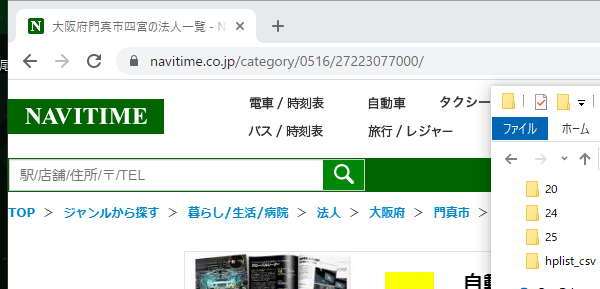 大阪府門真市四宮の法人一覧 - N
navitime.co.jp/category/0516/27223077000/
NAVITIME
電車 / 時刻表 自動車 タクシー
バス / 時刻表 旅行 / レジャー
駅/店舗/住所/〒/TEL
TOP > ジャンルから探す > 暮らし/生活/病院 > 法人 > 大阪府 > 門真市 >
自動
ファイル ホーム
20
24
25
hplist_csv